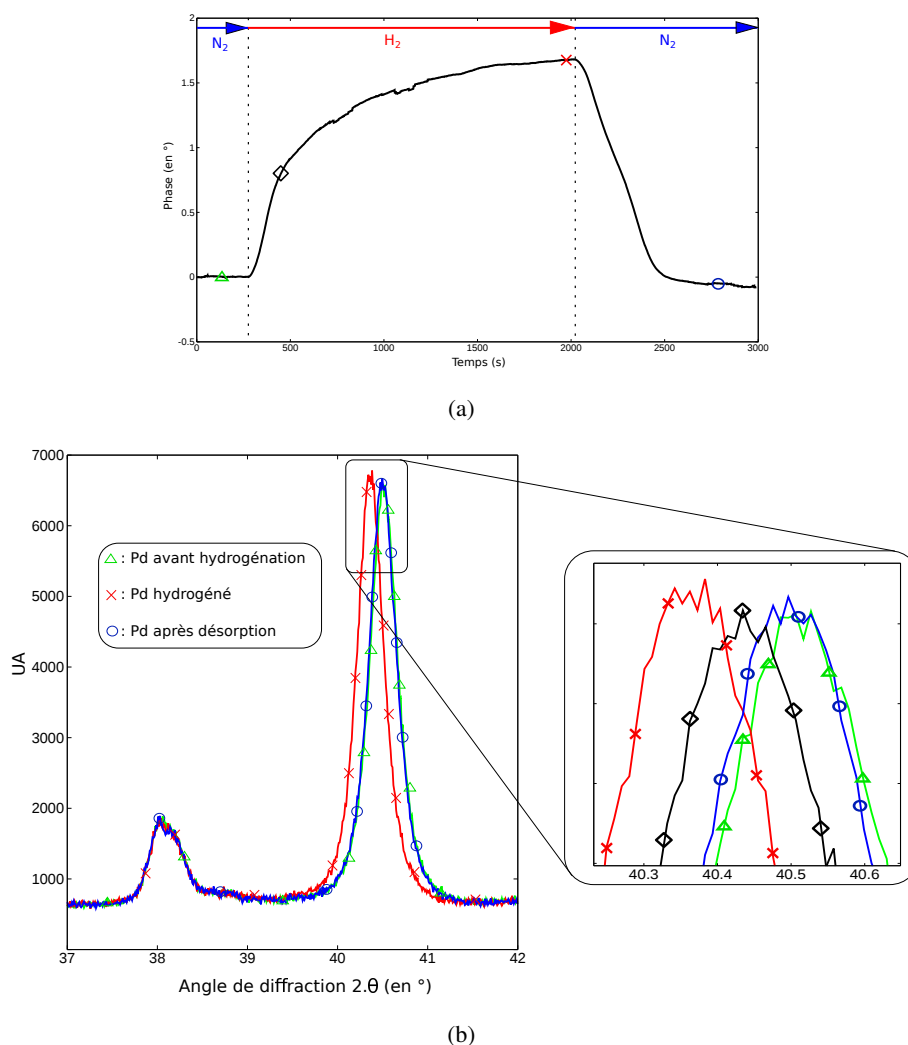 2
N₂
H₂
N₂
1.5
1
0.5
0
-0.5
Phase (en °)
0 500 1000 1500 2000 2500 3000
Temps (s)
(a)
7000
6000
5000
4000
3000
2000
1000
UA
: Pd avant hydrogénation
: Pd hydrogéné
: Pd après désorption
37 38 39 40 41 42
Angle de diffraction 2.θ (en °)
40.3 40.4 40.5 40.6
(b)